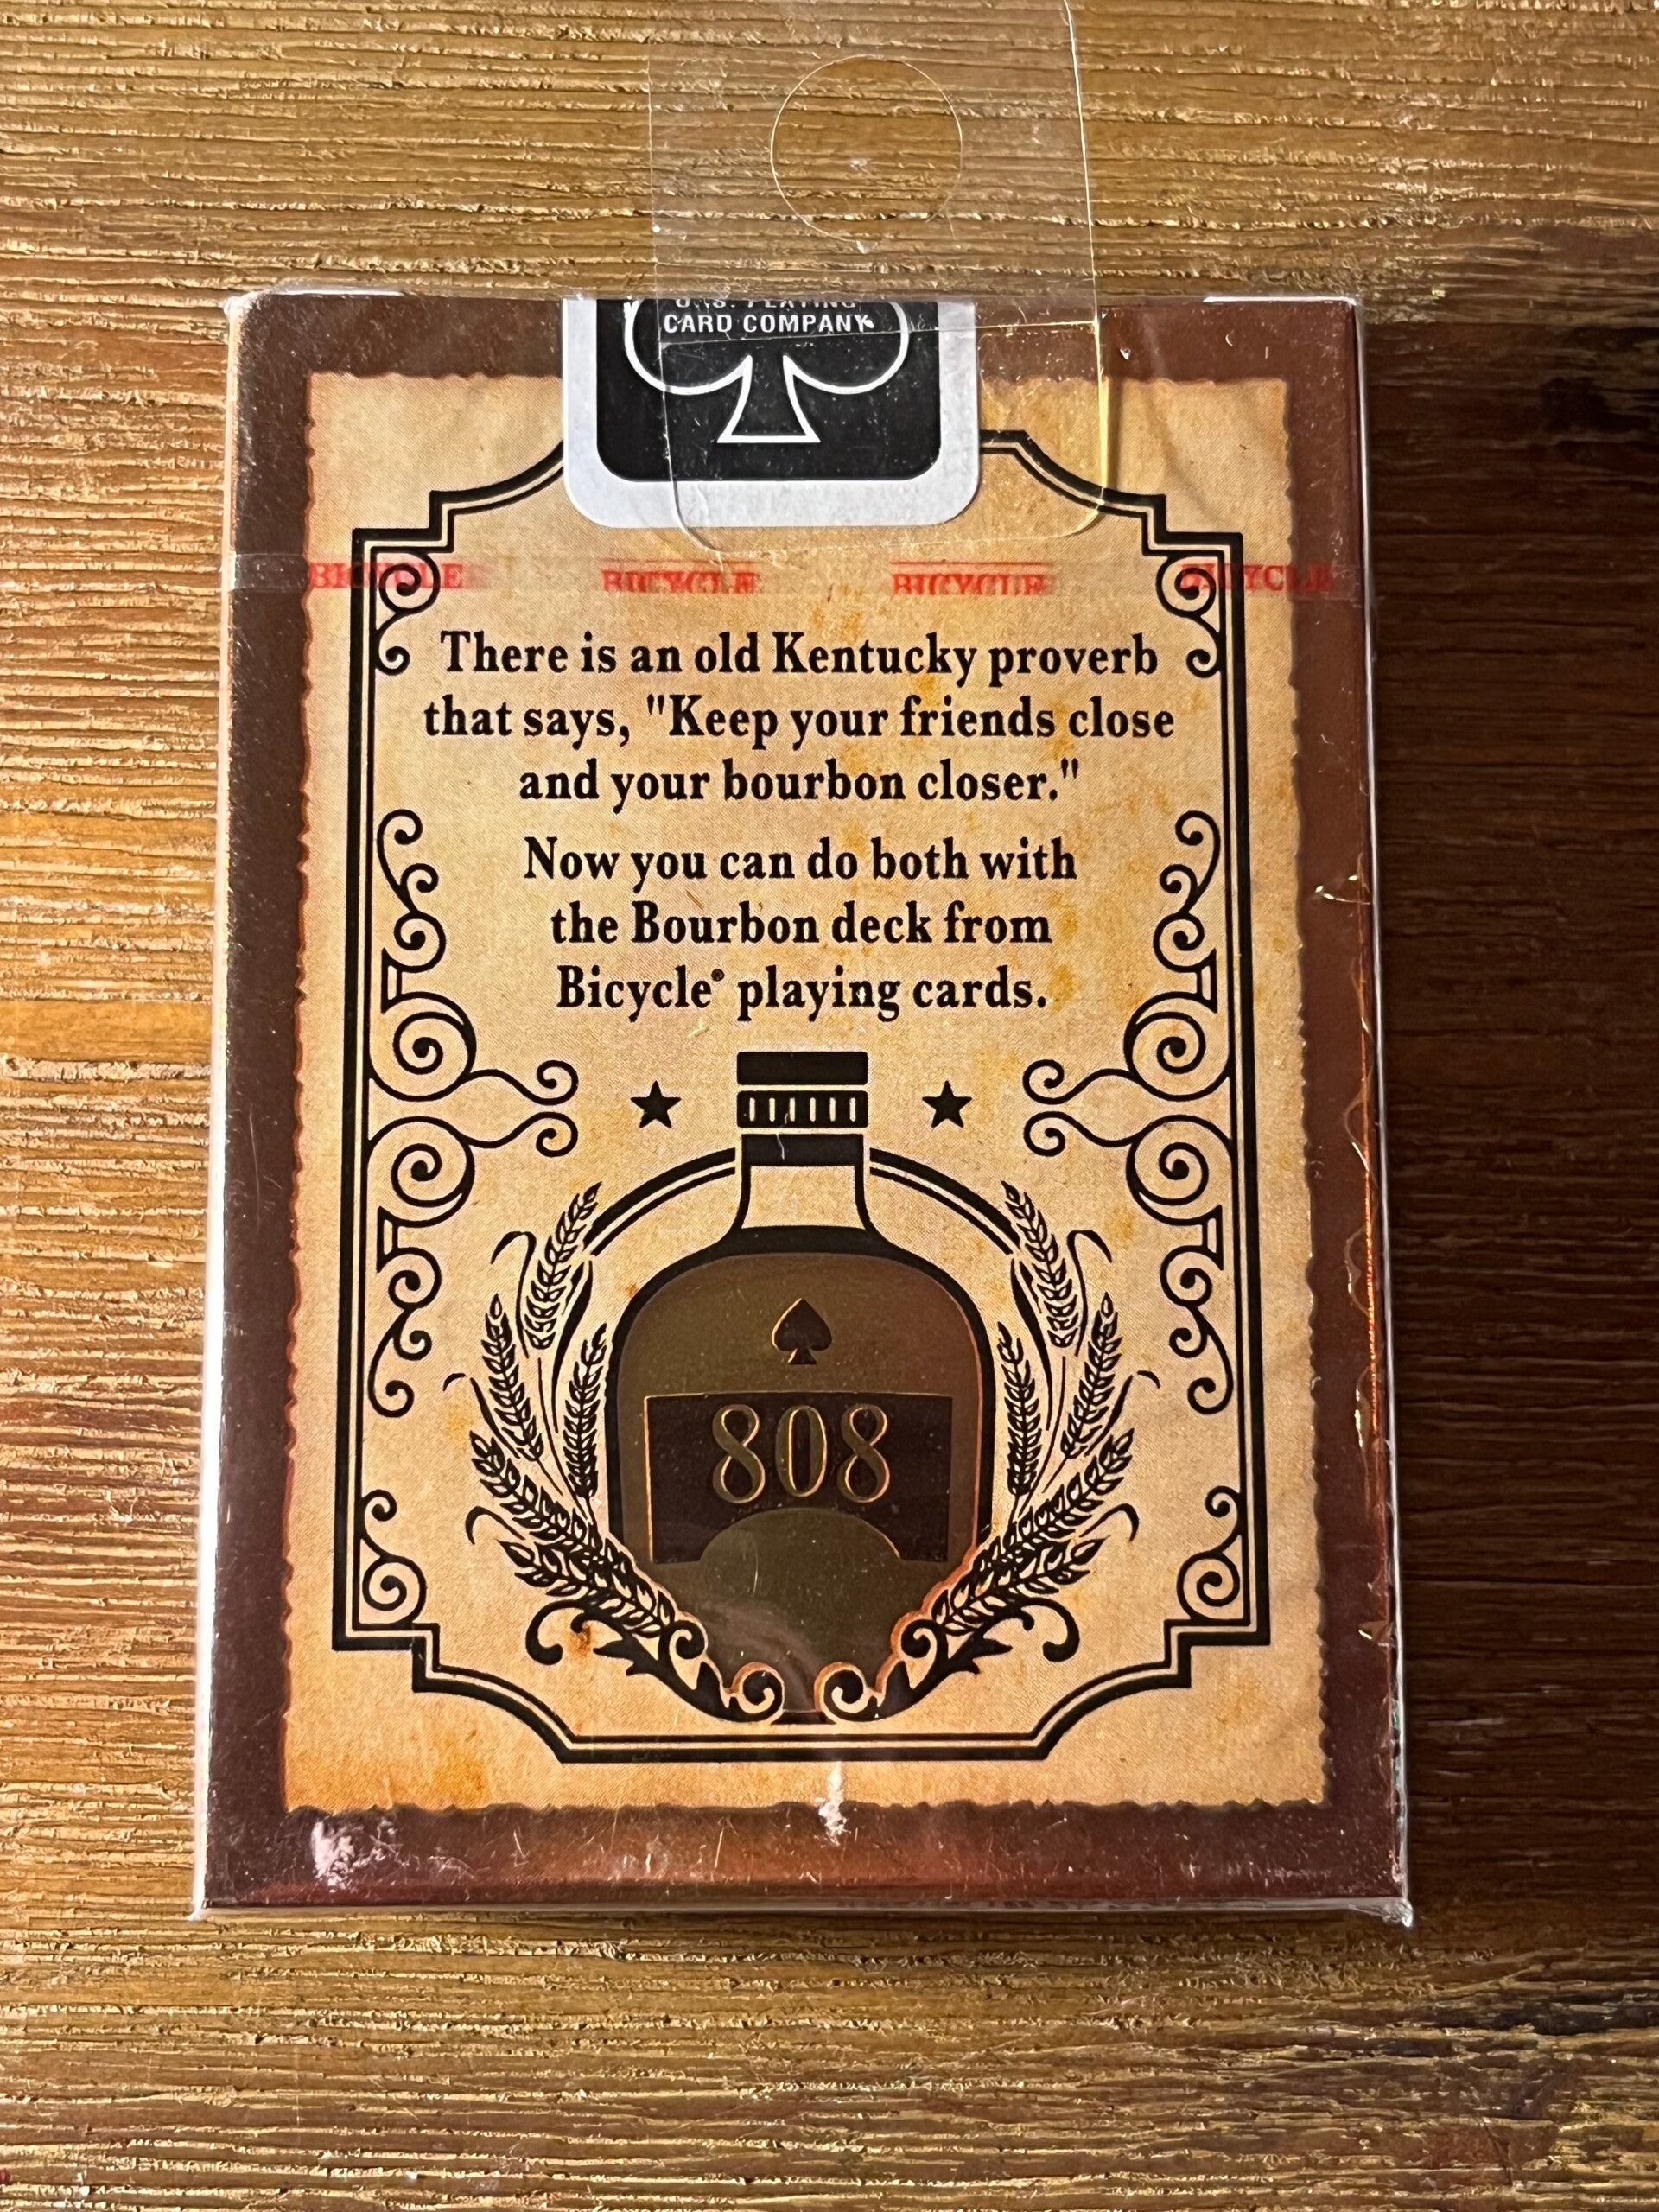 U.S. PLAYING
CARD COMPANY
BICYCLE BICYCLE BICYCLE BICYCLE
There is an old Kentucky proverb
that says, "Keep your friends close
and your bourbon closer."
Now you can do both with
the Bourbon deck from
Bicycle® playing cards.
808